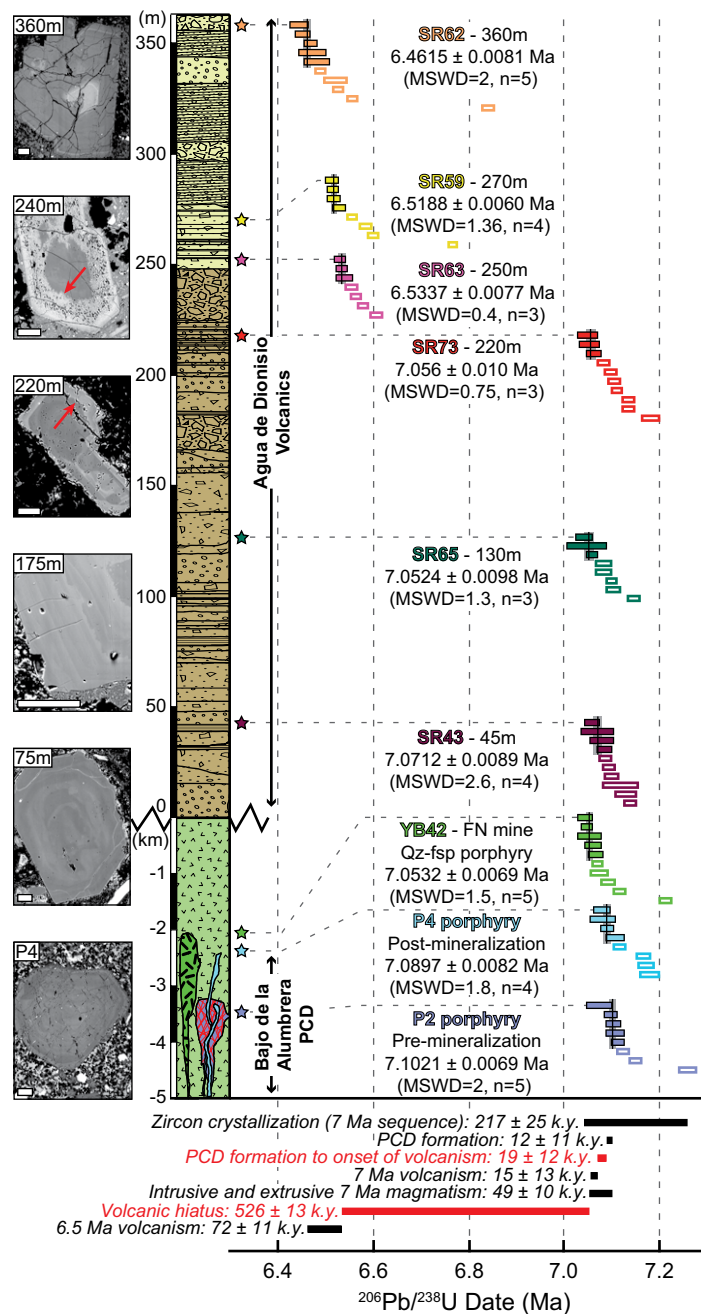 360m
240m
220m
175m
75m
P4
(m)
350
300
250
200
150
100
50
0
(km)
-1
-2
-3
-4
-5
Agua de Dionisio
Volcanics
Bajo de la
Alumbrera
PCD
SR62 - 360m
6.4615 ± 0.0081 Ma
(MSWD=2, n=5)
SR59 - 270m
6.5188 ± 0.0060 Ma
(MSWD=1.36, n=4)
SR63 - 250m
6.5337 ± 0.0077 Ma
(MSWD=0.4, n=3)
SR73 - 220m
7.056 ± 0.010 Ma
(MSWD=0.75, n=3)
SR65 - 130m
7.0524 ± 0.0098 Ma
(MSWD=1.3, n=3)
SR43 - 45m
7.0712 ± 0.0089 Ma
(MSWD=2.6, n=4)
YB42 - FN mine
Qz-fsp porphyry
7.0532 ± 0.0069 Ma
(MSWD=1.5, n=5)
P4 porphyry
Post-mineralization
7.0897 ± 0.0082 Ma
(MSWD=1.8, n=4)
P2 porphyry
Pre-mineralization
7.1021 ± 0.0069 Ma
(MSWD=2, n=5)
Zircon crystallization (7 Ma sequence): 217 ± 25 k.y.
PCD formation: 12 ± 11 k.y.
PCD formation to onset of volcanism: 19 ± 12 k.y.
7 Ma volcanism: 15 ± 13 k.y.
Intrusive and extrusive 7 Ma magmatism: 49 ± 10 k.y.
Volcanic hiatus: 526 ± 13 k.y.
6.5 Ma volcanism: 72 ± 11 k.y.
6.4 6.6 6.8 7.0 7.2
²⁰⁶Pb/²³⁸U Date (Ma)